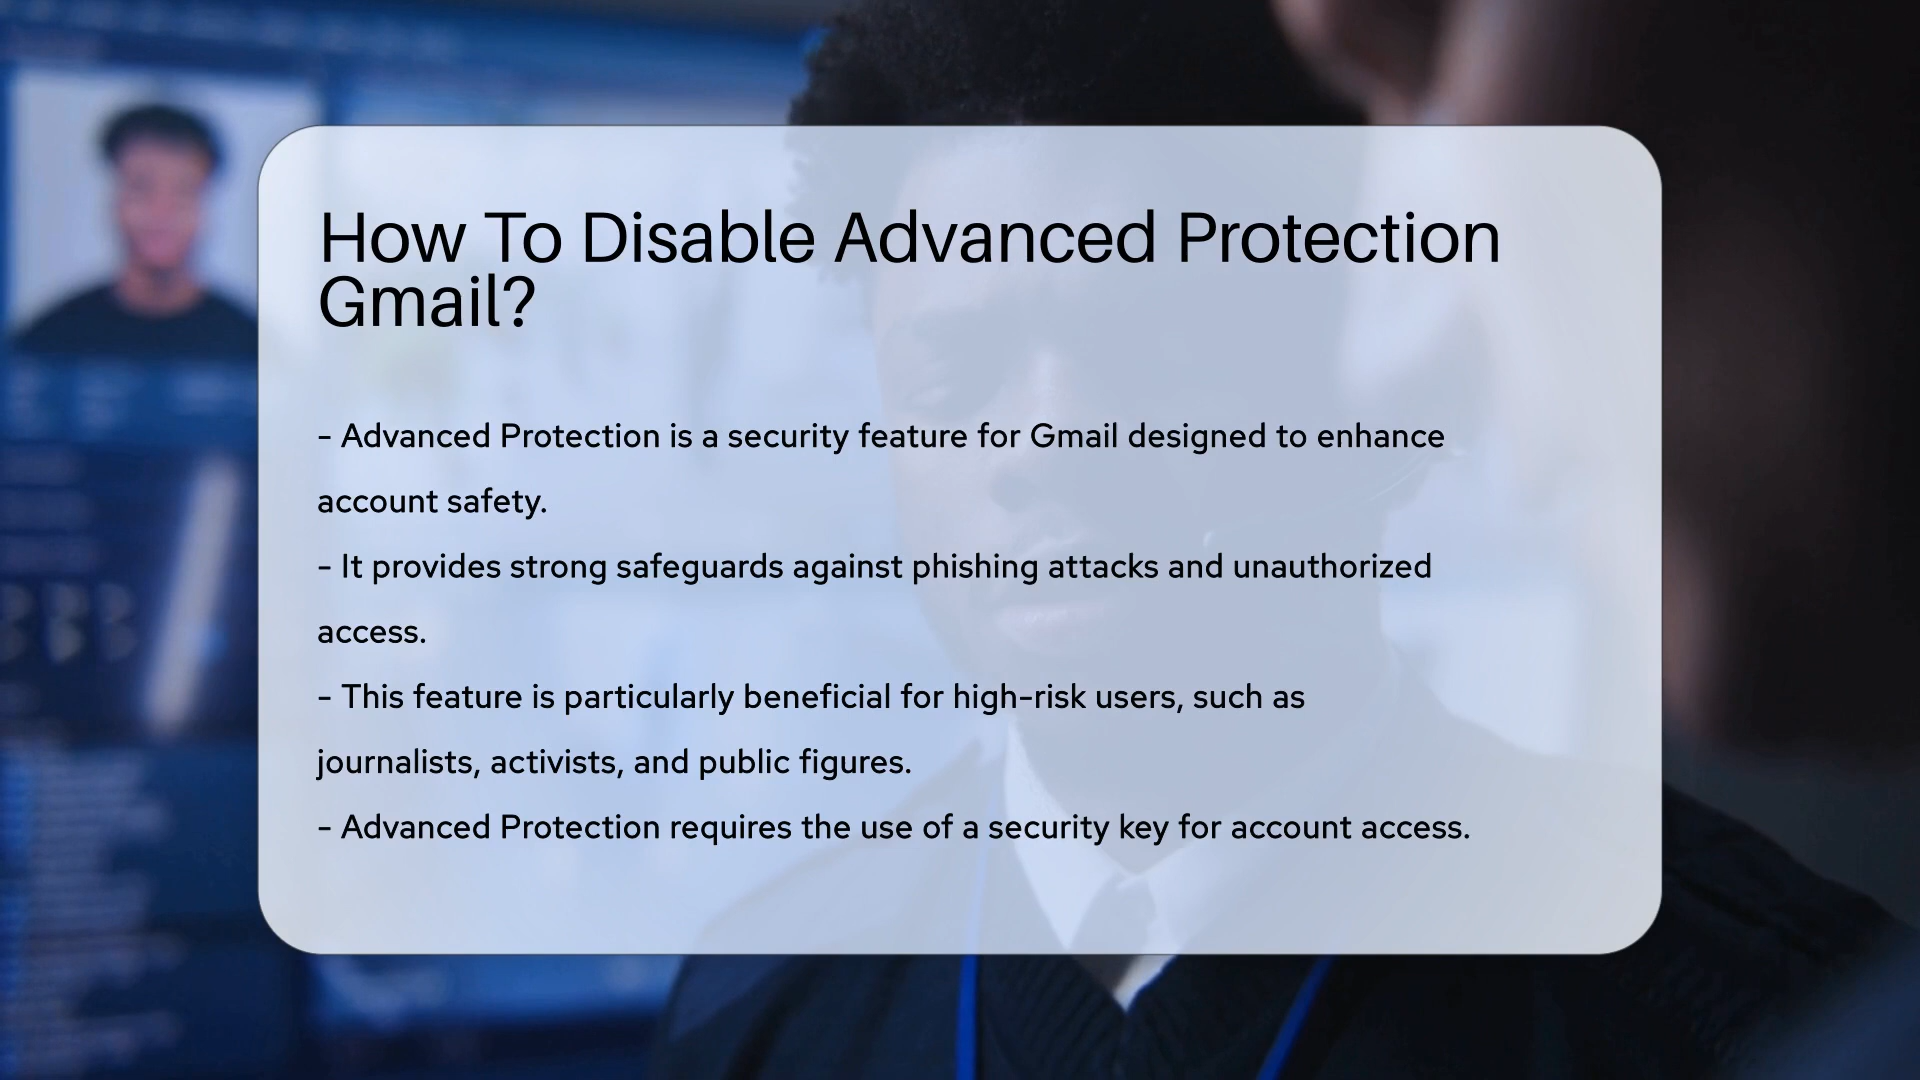 How To Disable Advanced Protection
Gmail?
- Advanced Protection is a security feature for Gmail designed to enhance
account safety.
- It provides strong safeguards against phishing attacks and unauthorized
access.
- This feature is particularly beneficial for high-risk users, such as
journalists, activists, and public figures.
- Advanced Protection requires the use of a security key for account access.